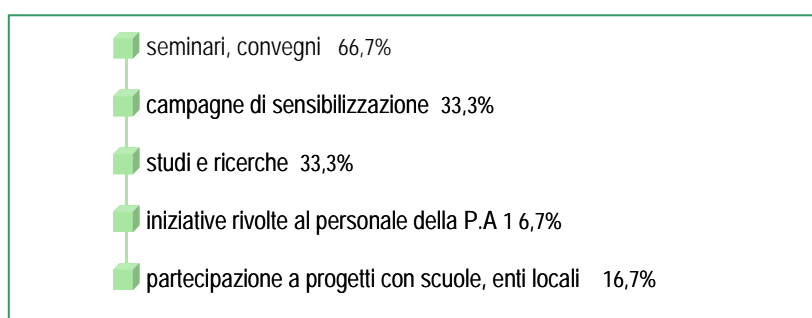 seminari, convegni 66,7%
campagne di sensibilizzazione 33,3%
studi e ricerche 33,3%
iniziative rivolte al personale della P.A 1 6,7%
partecipazione a progetti con scuole, enti locali 16,7%